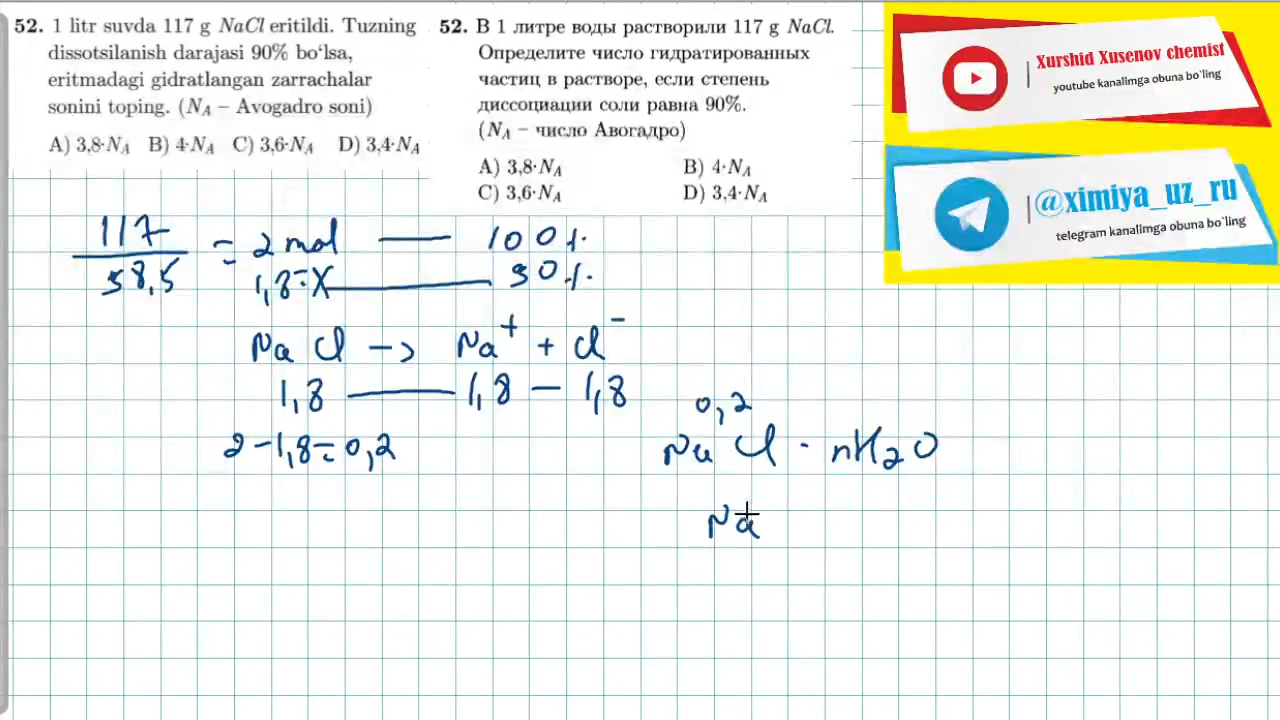 52. 1 litr suvda 117 g NaCl eritildi. Tuzning
dissotsilanish darajasi 90% bo‘lsa,
eritmadagi gidratlangan zarrachalar
sonini toping. (N_A − Avogadro soni)
A) 3,8·N_A B) 4·N_A C) 3,6·N_A D) 3,4·N_A
52. В 1 литре воды растворили 117 g NaCl.
Определите число гидратированных
частиц в растворе, если степень
диссоциации соли равна 90%.
(N_A − число Авогадро)
A) 3,8·N_A B) 4·N_A
C) 3,6·N_A D) 3,4·N_A
Xurshid Xusenov chemist
youtube kanalimga obuna bo`ling
@ximiya_uz_ru
telegram kanalimga obuna bo`ling
117/58,5 = 2 mol — 100%
1,8=X — 90%
NaCl -> Na⁺ + Cl⁻
1,8 — 1,8 — 1,8
2-1,8=0,2
0,2
NaCl · nH₂O
Na